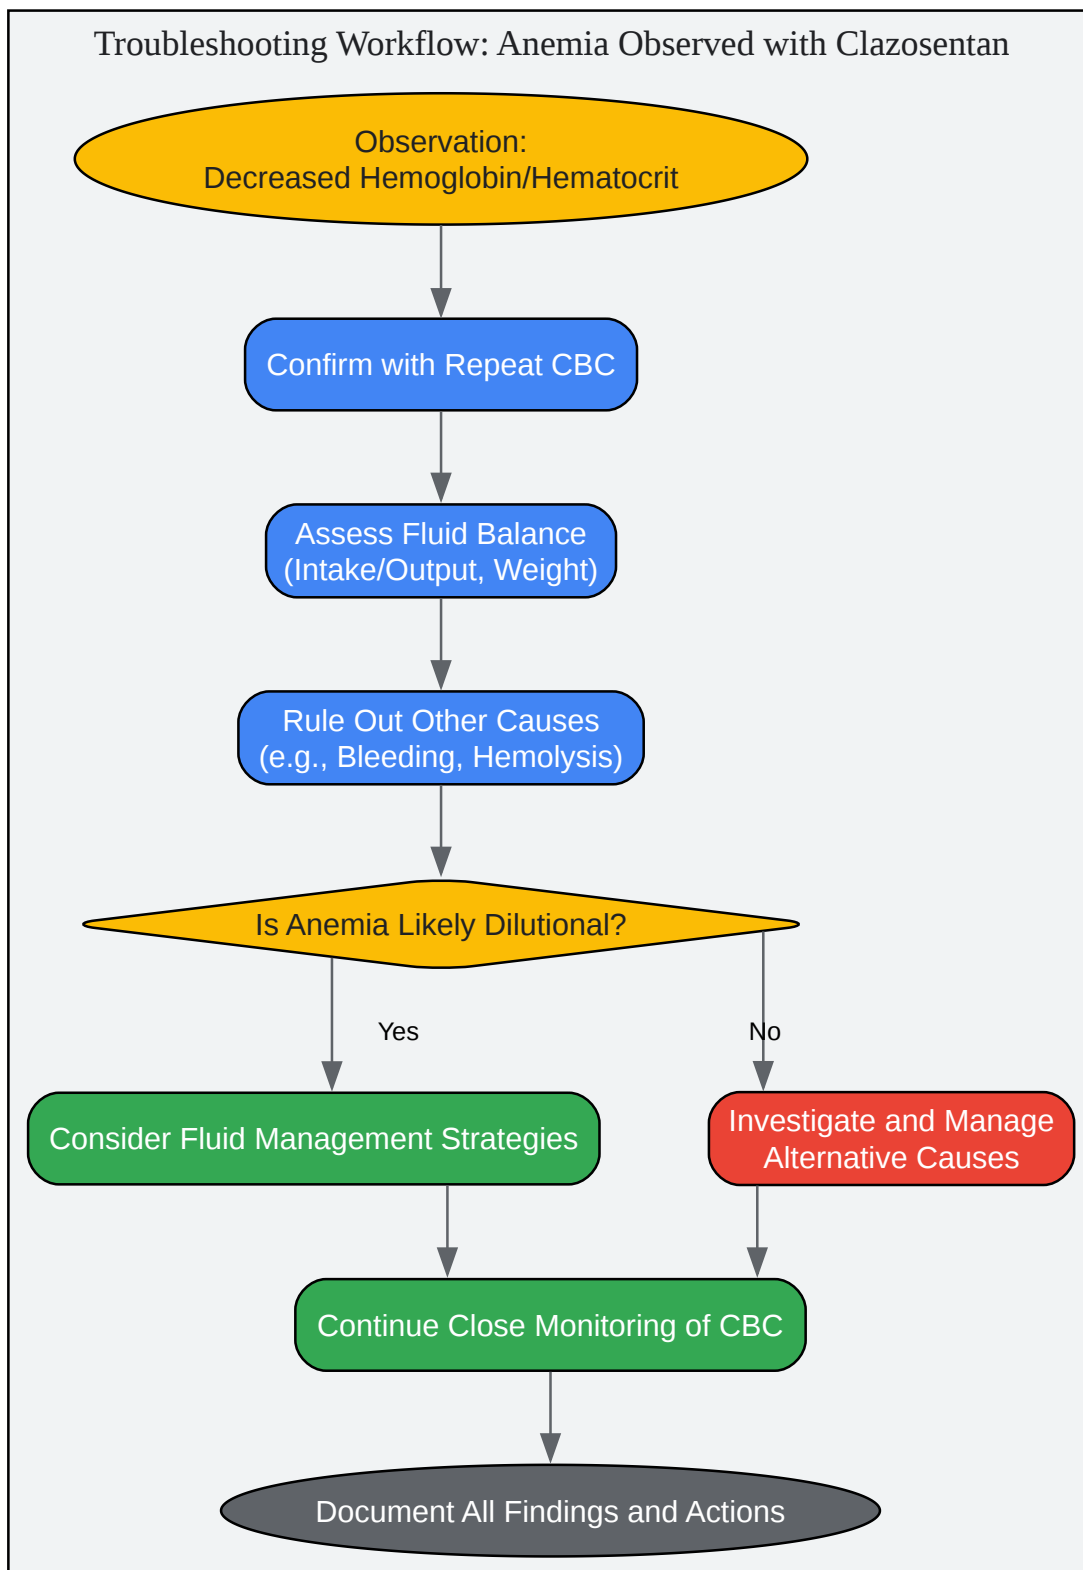 Troubleshooting Workflow: Anemia Observed with Clazosentan
Observation:
Decreased Hemoglobin/Hematocrit
Confirm with Repeat CBC
Assess Fluid Balance
(Intake/Output, Weight)
Rule Out Other Causes
(e.g., Bleeding, Hemolysis)
Is Anemia Likely Dilutional?
Yes
No
Consider Fluid Management Strategies
Investigate and Manage
Alternative Causes
Continue Close Monitoring of CBC
Document All Findings and Actions